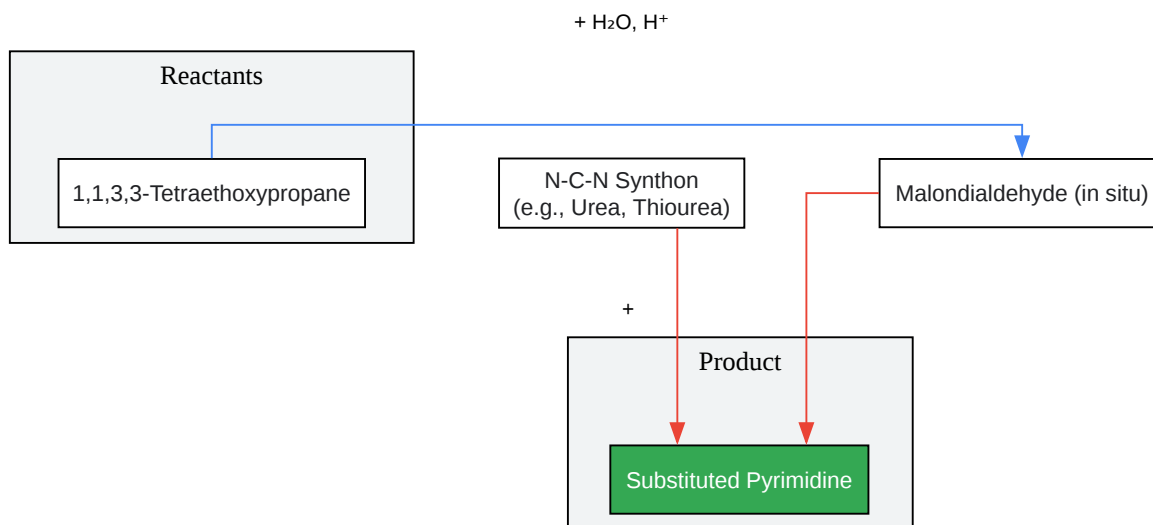 + H₂O, H⁺
Reactants
1,1,3,3-Tetraethoxypropane
N-C-N Synthon
(e.g., Urea, Thiourea)
Malondialdehyde (in situ)
+
Product
Substituted Pyrimidine